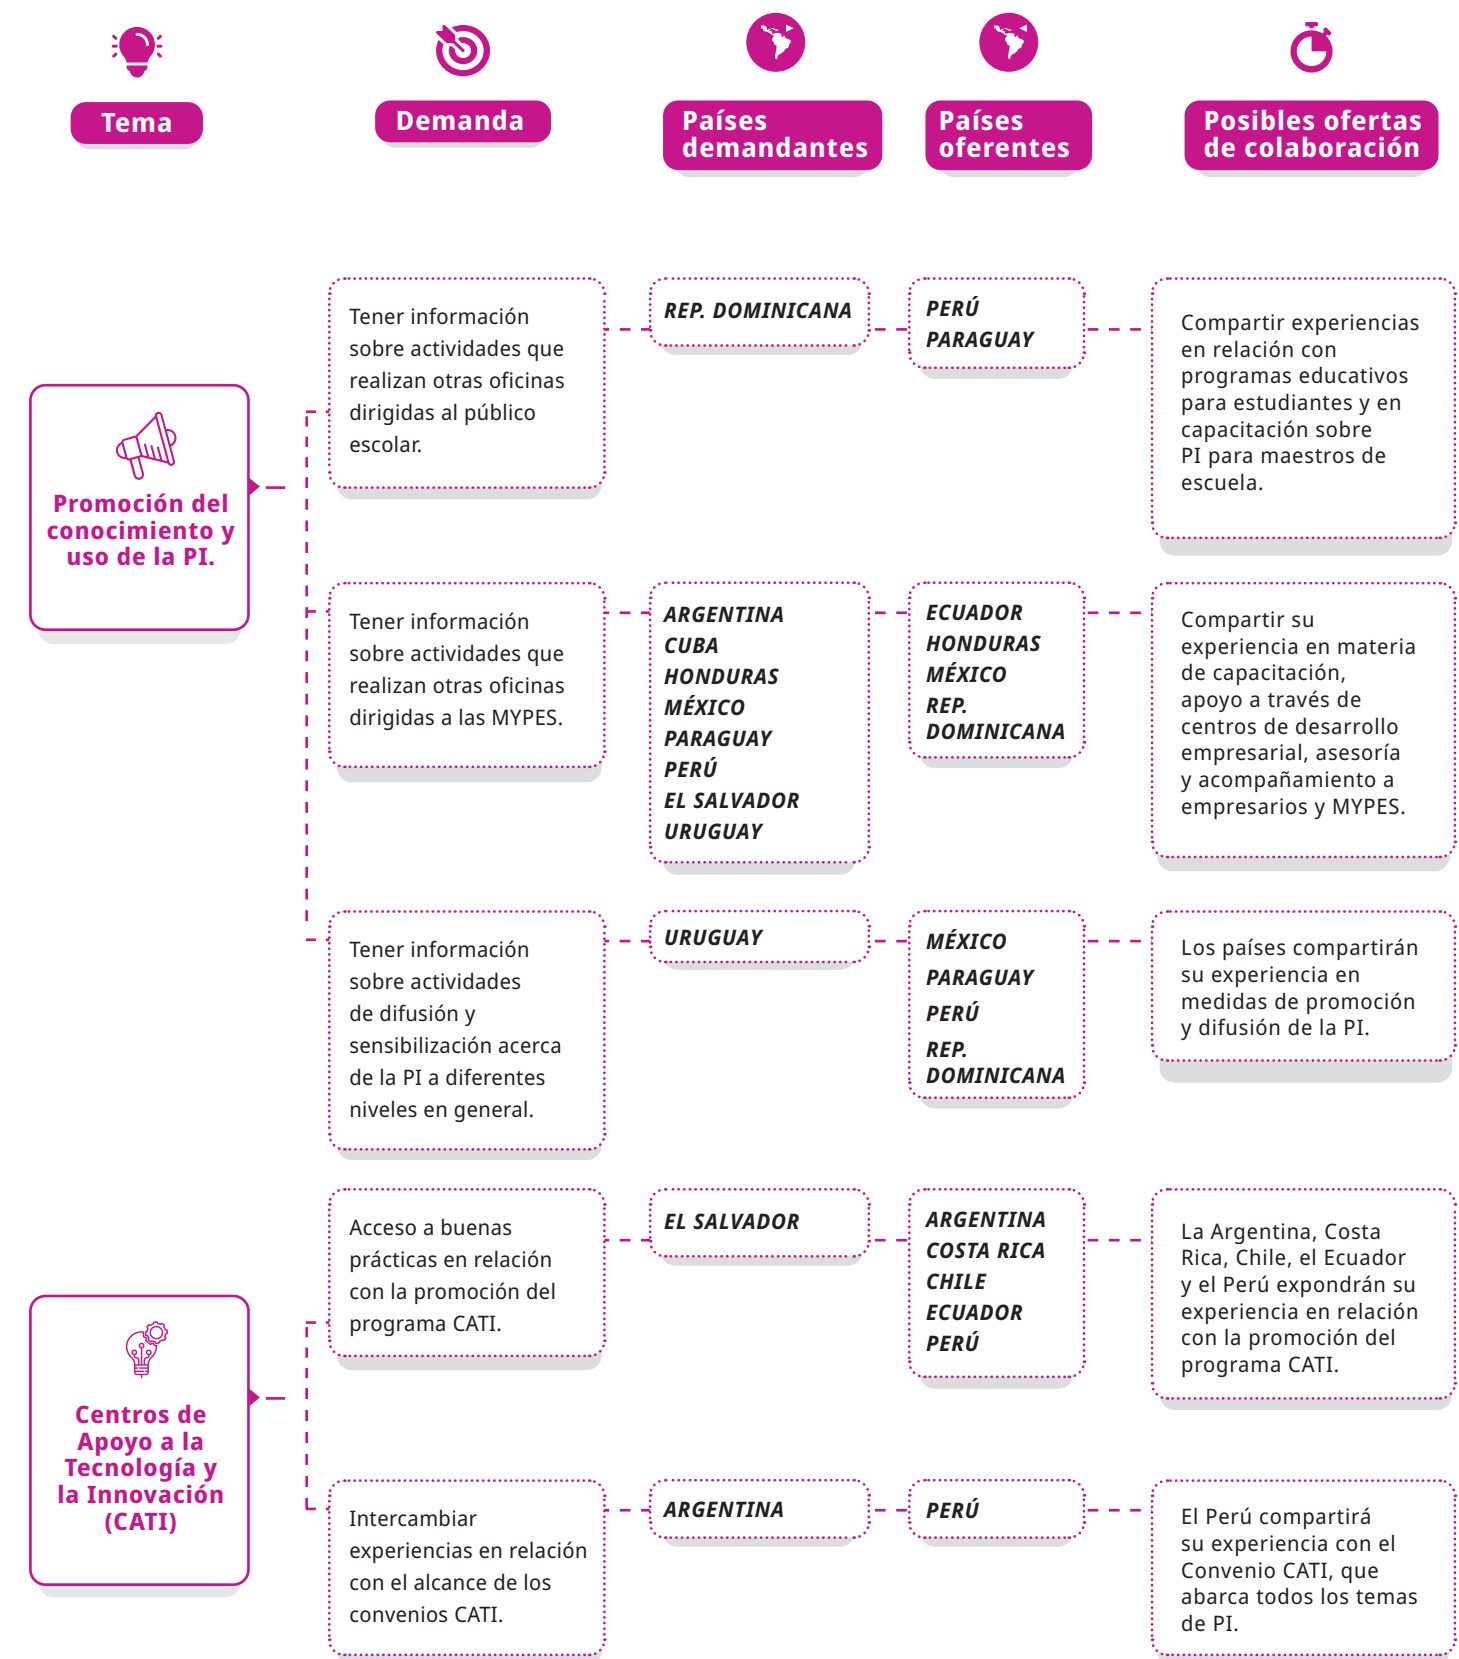 Tema
Demanda
Países
demandantes
Países
oferentes
Posibles ofertas
de colaboración
Promoción del
conocimiento y
uso de la PI.
Tener información
sobre actividades que
realizan otras oficinas
dirigidas al público
escolar.
REP. DOMINICANA
PERÚ
PARAGUAY
Compartir experiencias
en relación con
programas educativos
para estudiantes y en
capacitación sobre
PI para maestros de
escuela.
Tener información
sobre actividades que
realizan otras oficinas
dirigidas a las MYPES.
ARGENTINA
CUBA
HONDURAS
MÉXICO
PARAGUAY
PERÚ
EL SALVADOR
URUGUAY
ECUADOR
HONDURAS
MÉXICO
REP.
DOMINICANA
Compartir su
experiencia en materia
de capacitación,
apoyo a través de
centros de desarrollo
empresarial, asesoría
y acompañamiento a
empresarios y MYPES.
Tener información
sobre actividades
de difusión y
sensibilización acerca
de la PI a diferentes
niveles en general.
URUGUAY
MÉXICO
PARAGUAY
PERÚ
REP.
DOMINICANA
Los países compartirán
su experiencia en
medidas de promoción
y difusión de la PI.
Centros de
Apoyo a la
Tecnología y
la Innovación
(CATI)
Acceso a buenas
prácticas en relación
con la promoción del
programa CATI.
EL SALVADOR
ARGENTINA
COSTA RICA
CHILE
ECUADOR
PERÚ
La Argentina, Costa
Rica, Chile, el Ecuador
y el Perú expondrán su
experiencia en relación
con la promoción del
programa CATI.
Intercambiar
experiencias en relación
con el alcance de los
convenios CATI.
ARGENTINA
PERÚ
El Perú compartirá
su experiencia con el
Convenio CATI, que
abarca todos los temas
de PI.